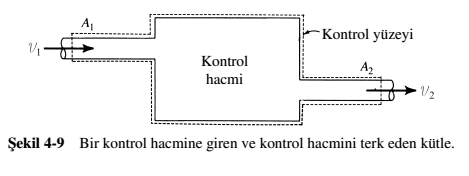 A1
𝒱1
Kontrol yüzeyi
Kontrol
hacmi
A2
𝒱2
Şekil 4-9 Bir kontrol hacmine giren ve kontrol hacmini terk eden kütle.